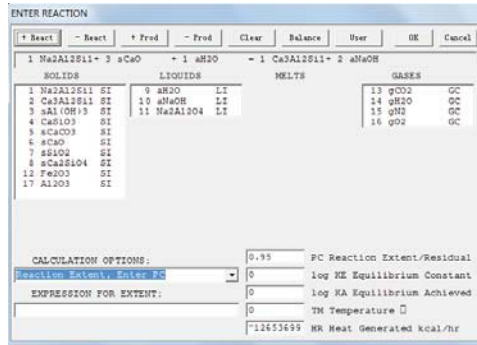 ENTER REACTION
+ React - React + Prod - Prod Clear Balance User OK Cancel
1 Na2Al2Si1+ 3 sCaO + 1 aH2O = 1 Ca3Al2Si1+ 2 aNaOH
SOLIDS LIQUIDS MELTS GASES
1 Na2Al2Si1 SI 9 aH2O LI 13 gCO2 GC
2 Ca3Al2Si1 SI 10 aNaOH LI 14 gH2O GC
3 sAl(OH)3 SI 11 Na2Al2O4 LI 15 gN2 GC
4 CaSiO3 SI 16 gO2 GC
5 sCaCO3 SI
6 sCaO SI
7 sSiO2 SI
8 sCa2SiO4 SI
12 Fe2O3 SI
17 Al2O3 SI
CALCULATION OPTIONS: 0.95 PC Reaction Extent/Residual
Reaction Extent, Enter PC 0 log KE Equilibrium Constant
EXPRESSION FOR EXTENT: 0 log KA Equilibrium Achieved
0 TM Temperature
-12653699 HR Heat Generated kcal/hr